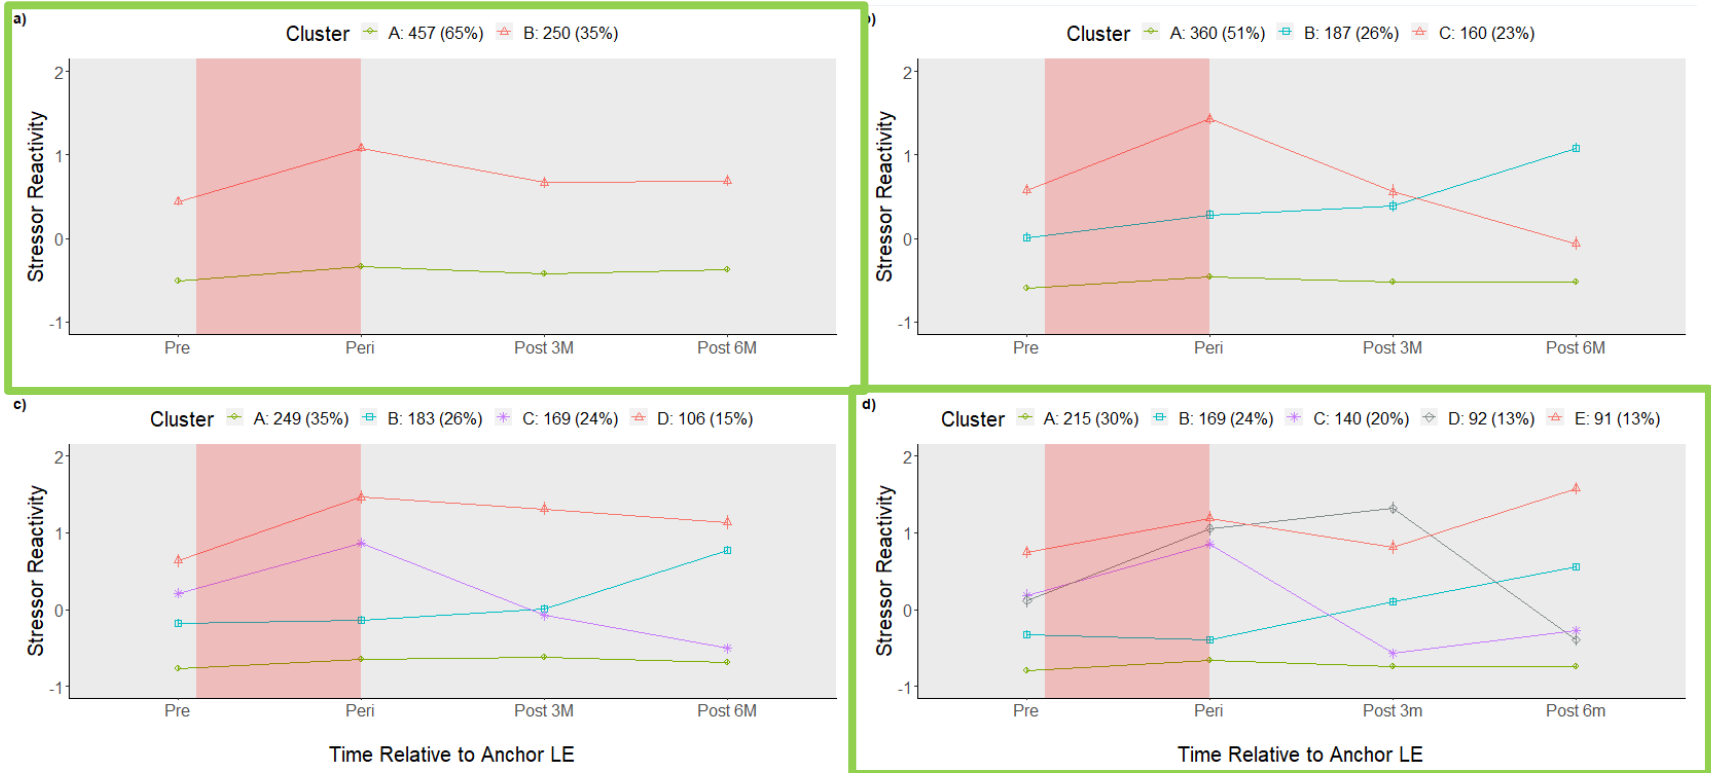 a)
Cluster A: 457 (65%) B: 250 (35%)
Stressor Reactivity
2
1
0
-1
Pre Peri Post 3M Post 6M
b)
Cluster A: 360 (51%) B: 187 (26%) C: 160 (23%)
Stressor Reactivity
2
1
0
-1
Pre Peri Post 3M Post 6M
c)
Cluster A: 249 (35%) B: 183 (26%) C: 169 (24%) D: 106 (15%)
Stressor Reactivity
2
1
0
-1
Pre Peri Post 3M Post 6M
Time Relative to Anchor LE
d)
Cluster A: 215 (30%) B: 169 (24%) C: 140 (20%) D: 92 (13%) E: 91 (13%)
Stressor Reactivity
2
1
0
-1
Pre Peri Post 3m Post 6m
Time Relative to Anchor LE